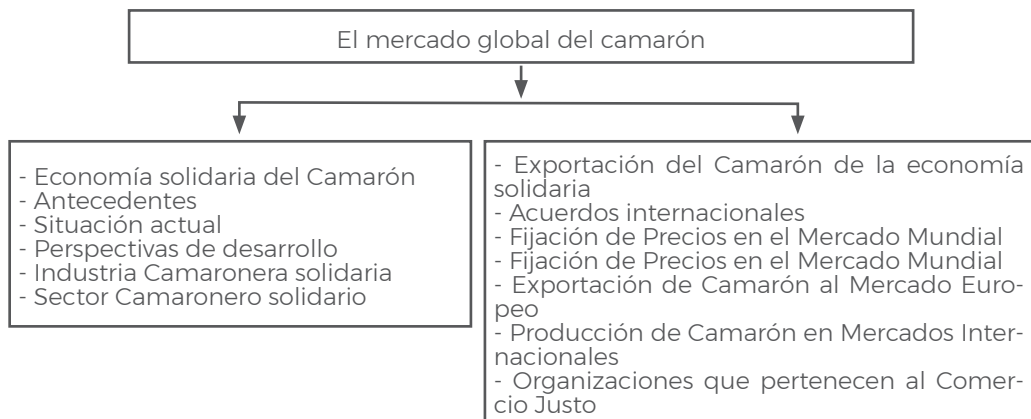 El mercado global del camarón
- Economía solidaria del Camarón
- Antecedentes
- Situación actual
- Perspectivas de desarrollo
- Industria Camaronera solidaria
- Sector Camaronero solidario
- Exportación del Camarón de la economía
solidaria
- Acuerdos internacionales
- Fijación de Precios en el Mercado Mundial
- Fijación de Precios en el Mercado Mundial
- Exportación de Camarón al Mercado Euro-
peo
- Producción de Camarón en Mercados Inter-
nacionales
- Organizaciones que pertenecen al Comer-
cio Justo